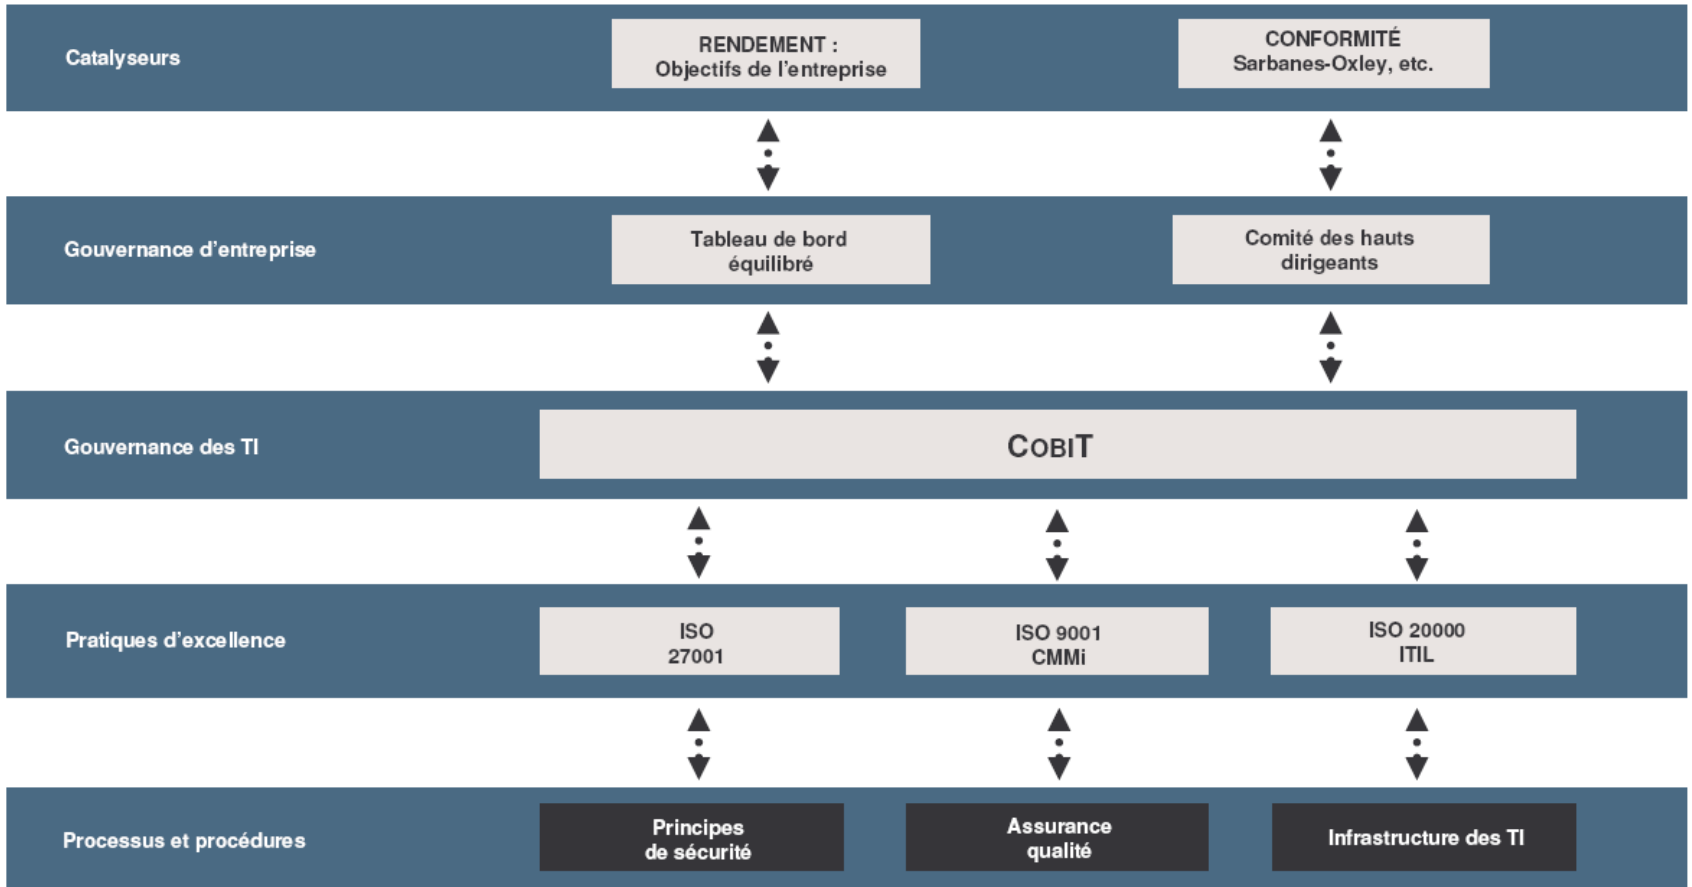 Catalyseurs
RENDEMENT :
Objectifs de l'entreprise
CONFORMITÉ
Sarbanes-Oxley, etc.
Gouvernance d'entreprise
Tableau de bord
équilibré
Comité des hauts
dirigeants
Gouvernance des TI
COBIT
Pratiques d'excellence
ISO
27001
ISO 9001
CMMi
ISO 20000
ITIL
Processus et procédures
Principes
de sécurité
Assurance
qualité
Infrastructure des TI